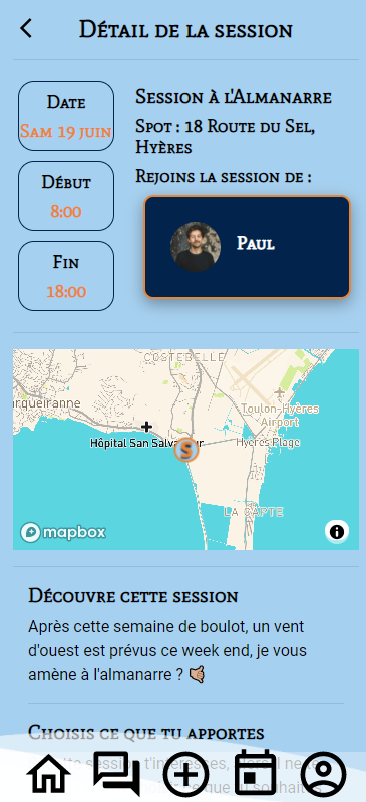 Détail de la session
Date
Sam 19 juin
Début
8:00
Fin
18:00
Session à l'Almanarre
Spot : 18 Route du Sel,
Hyères
Rejoins la session de :
Paul
COSTEBELLE
arqueiranne
Toulon-Hyères
Airport
Hôpital San Salvadour
Hyères Plage
S
LA CAPTE
mapbox
Découvre cette session
Après cette semaine de boulot, un vent
d'ouest est prévus ce week end, je vous
amène à l'almanarre ?
Choisis ce que tu apportes